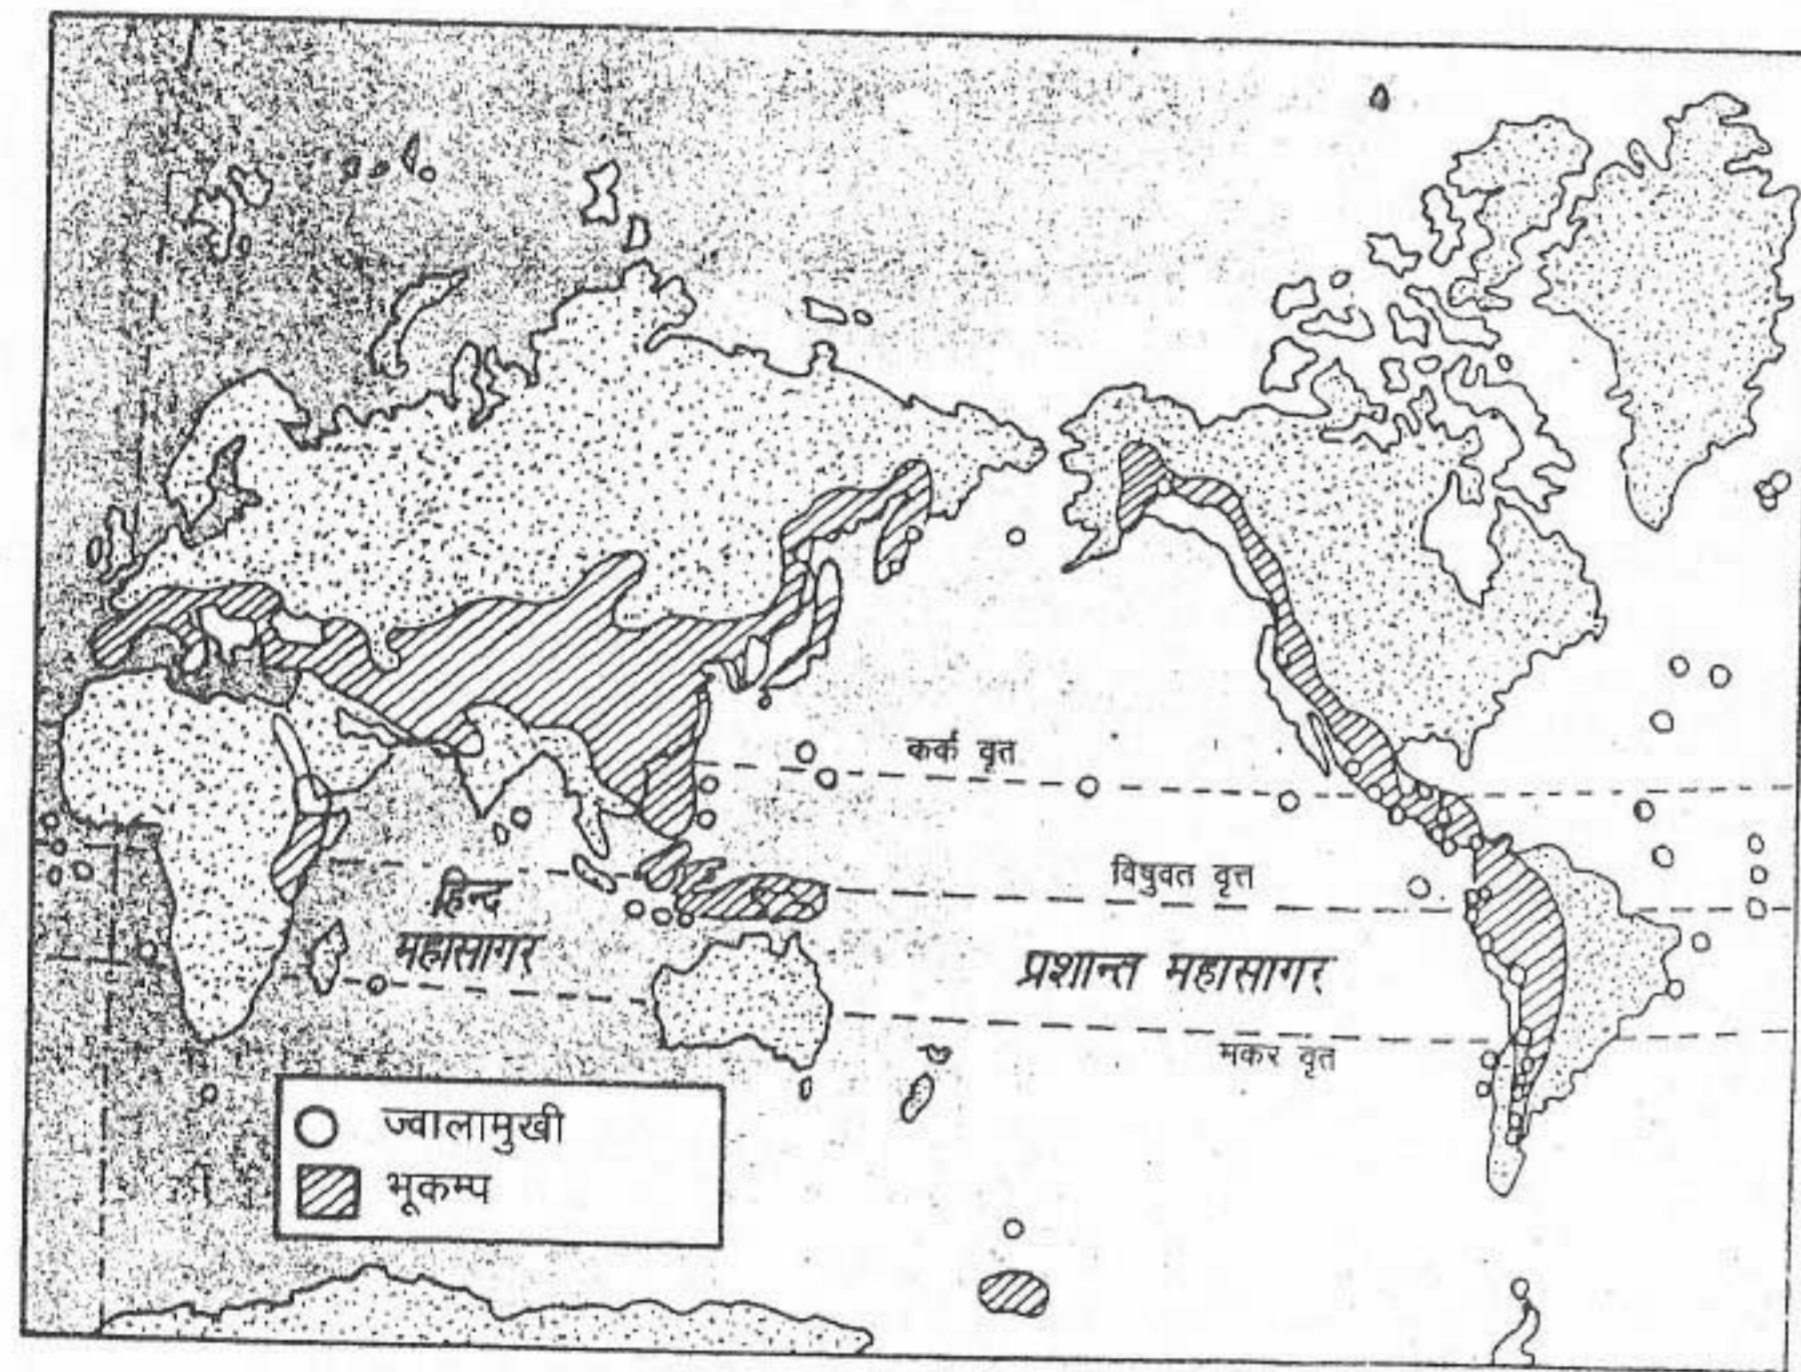 कर्क वृत
विषुवत वृत्त
हिन्द
महासागर
प्रशान्त महासागर
मकर वृत
ज्वालामुखी
भूकम्प